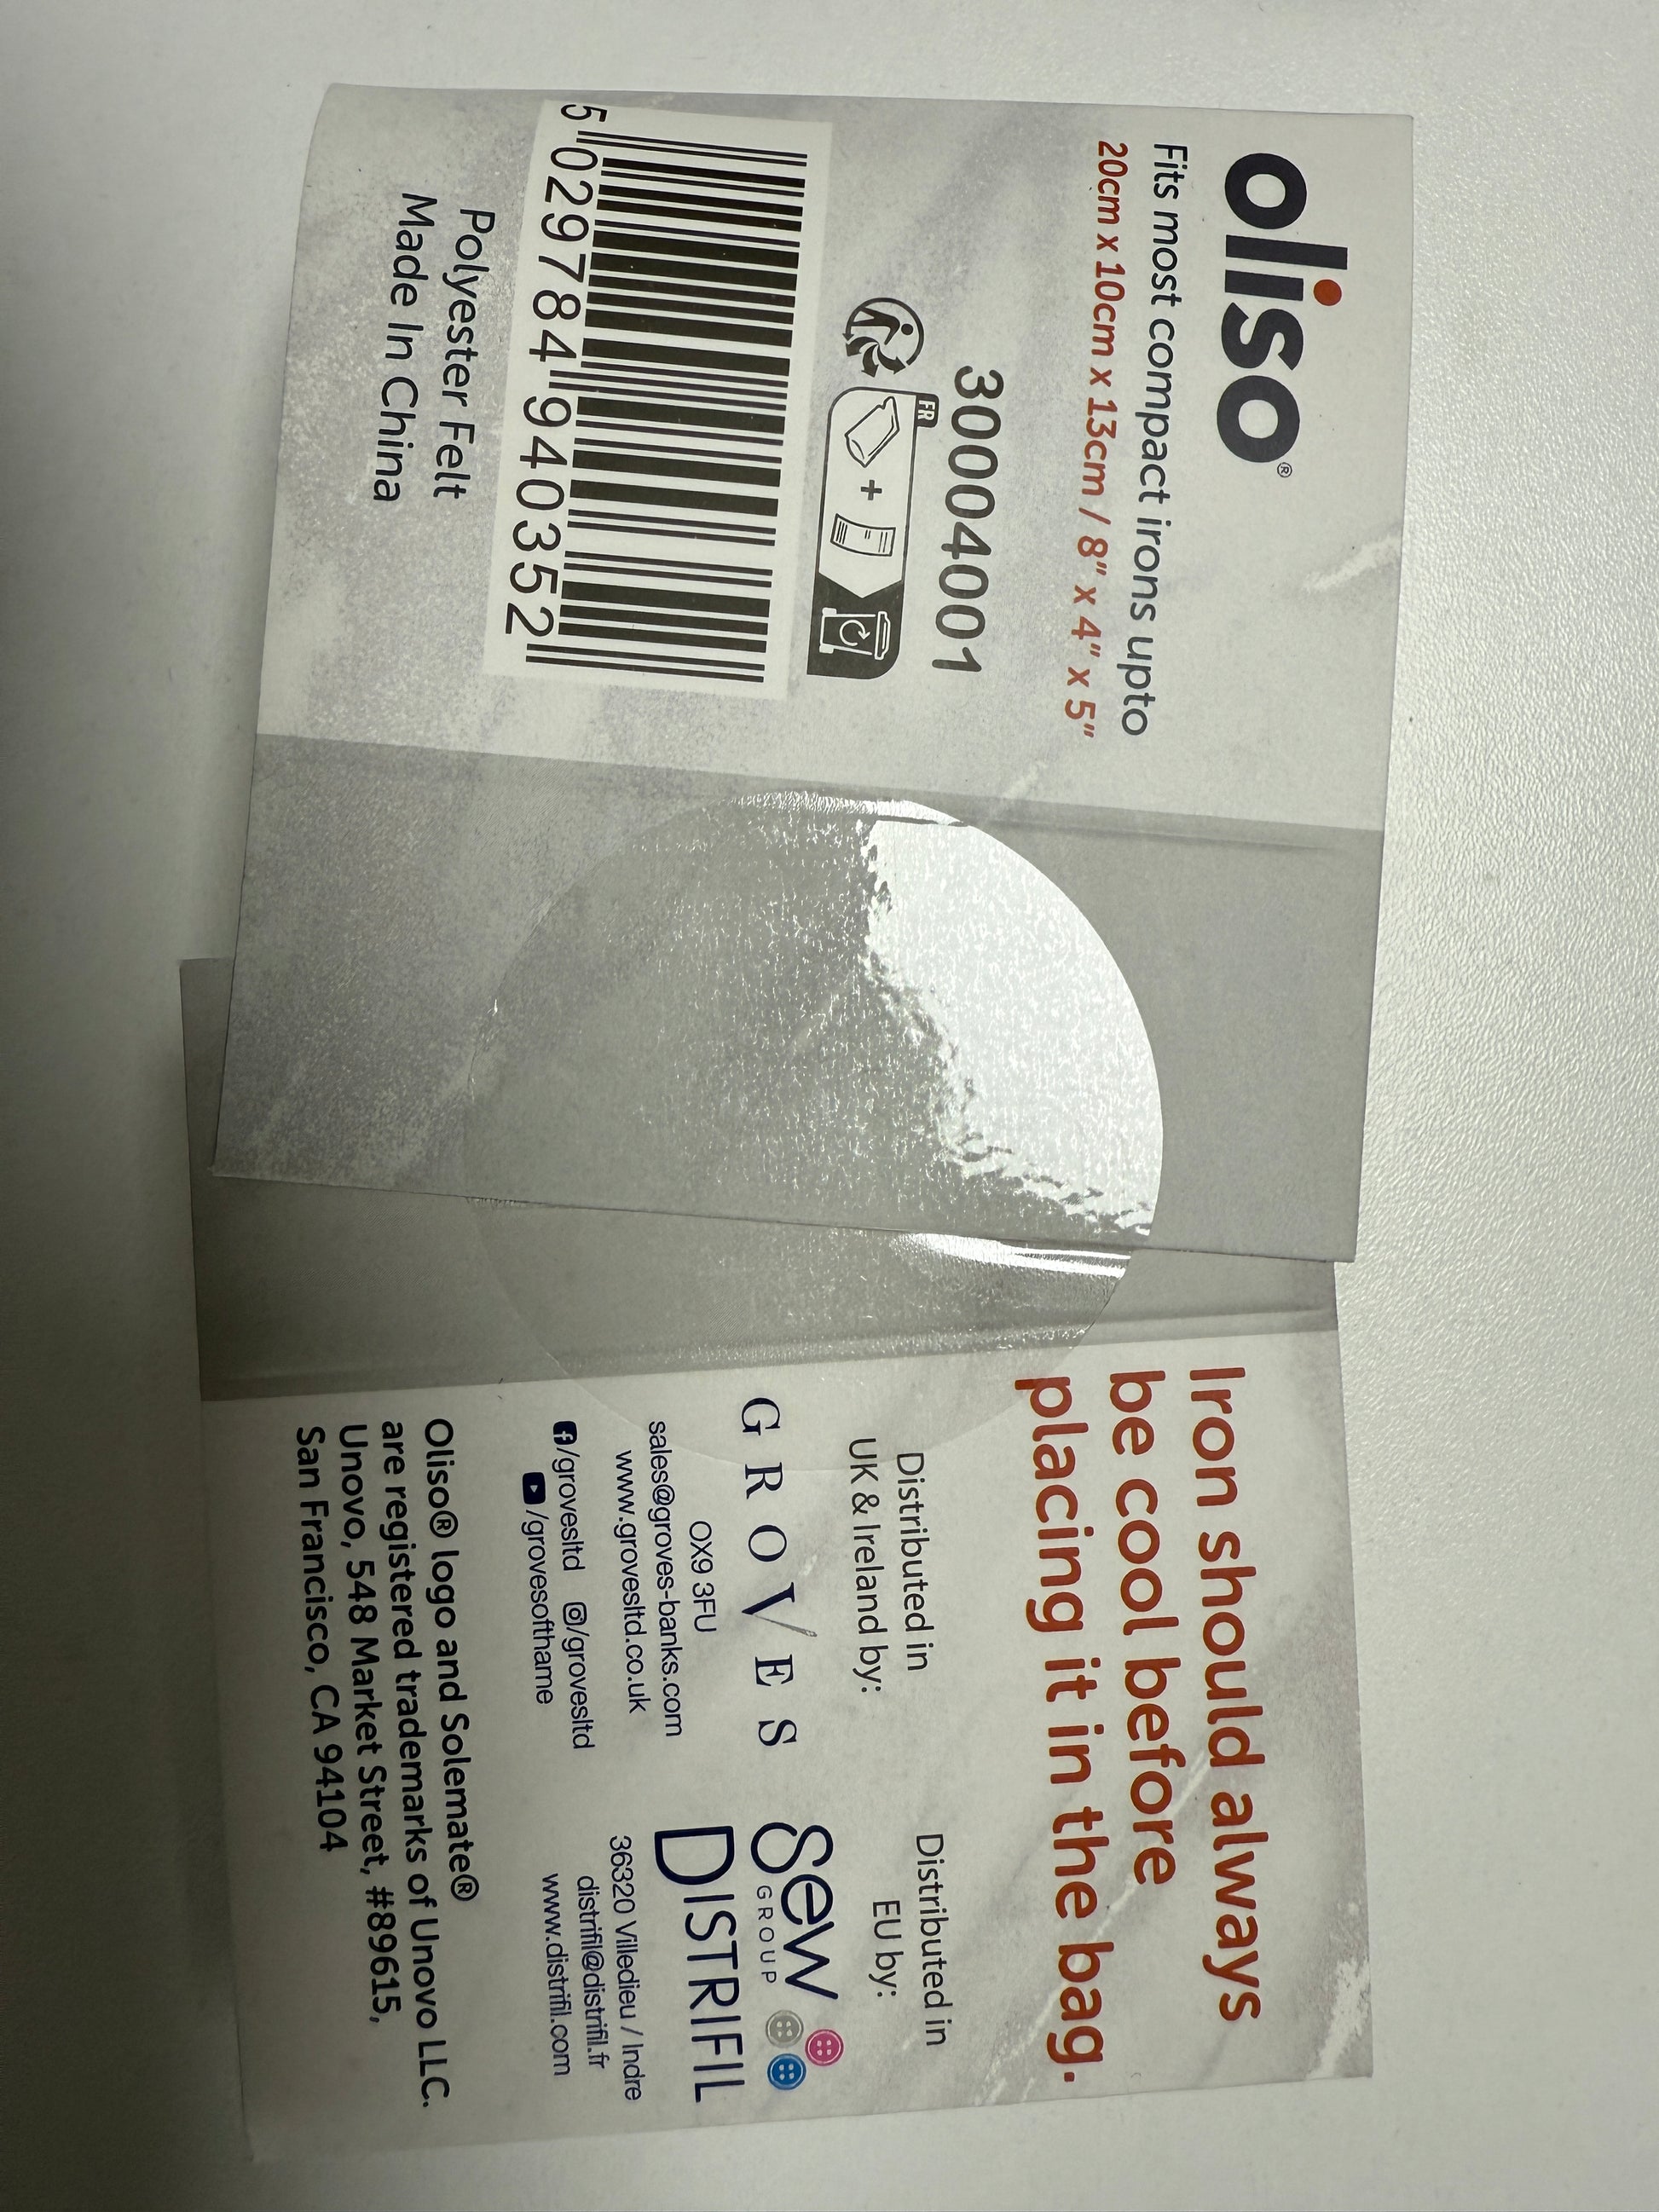 oliso®
Fits most compact irons upto
20cm x 10cm x 13cm / 8" x 4" x 5"
30004001
FR
+
5 029784 940352
Polyester Felt
Made In China
Iron should always
be cool before
placing it in the bag.
Distributed in
UK & Ireland by:
GROVES
OX9 3FU
sales@groves-banks.com
www.grovesltd.co.uk
/grovesltd /grovesltd
/grovesofthame
Distributed in
EU by:
Sew
GROUP
DISTRIFIL
36320 Villedieu / Indre
distrifil@distrifil.fr
www.distrifil.com
Oliso® logo and Solemate®
are registered trademarks of Unovo LLC.
Unovo, 548 Market Street, #89615,
San Francisco, CA 94104